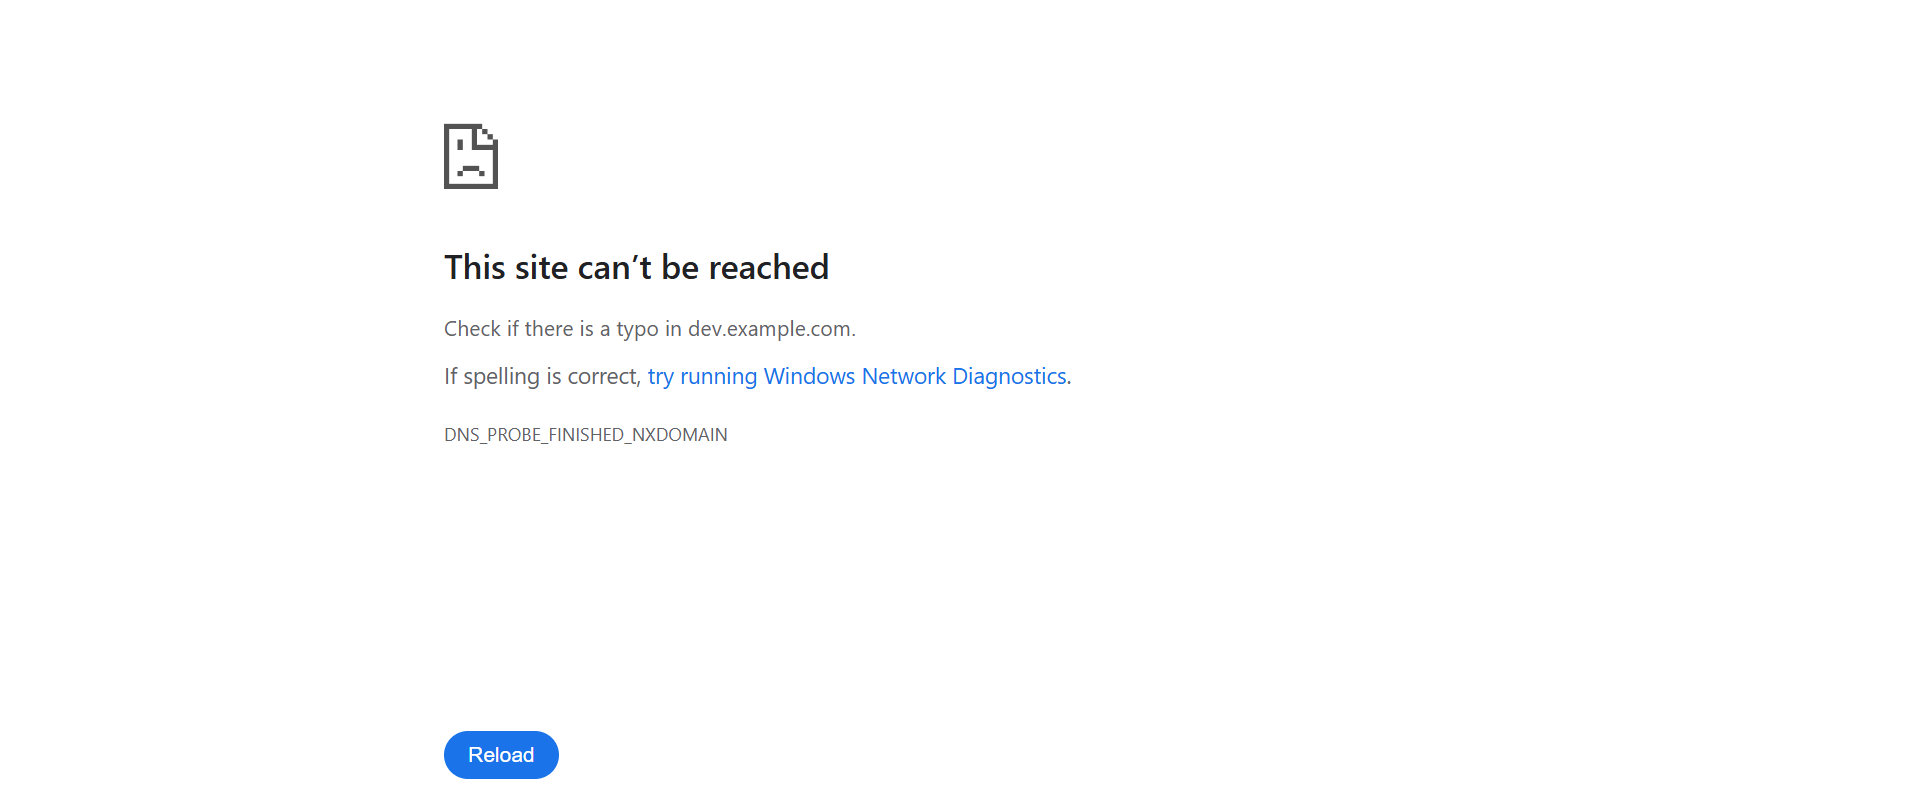 This site can’t be reached
Check if there is a typo in dev.example.com.
If spelling is correct, try running Windows Network Diagnostics.
DNS_PROBE_FINISHED_NXDOMAIN
Reload